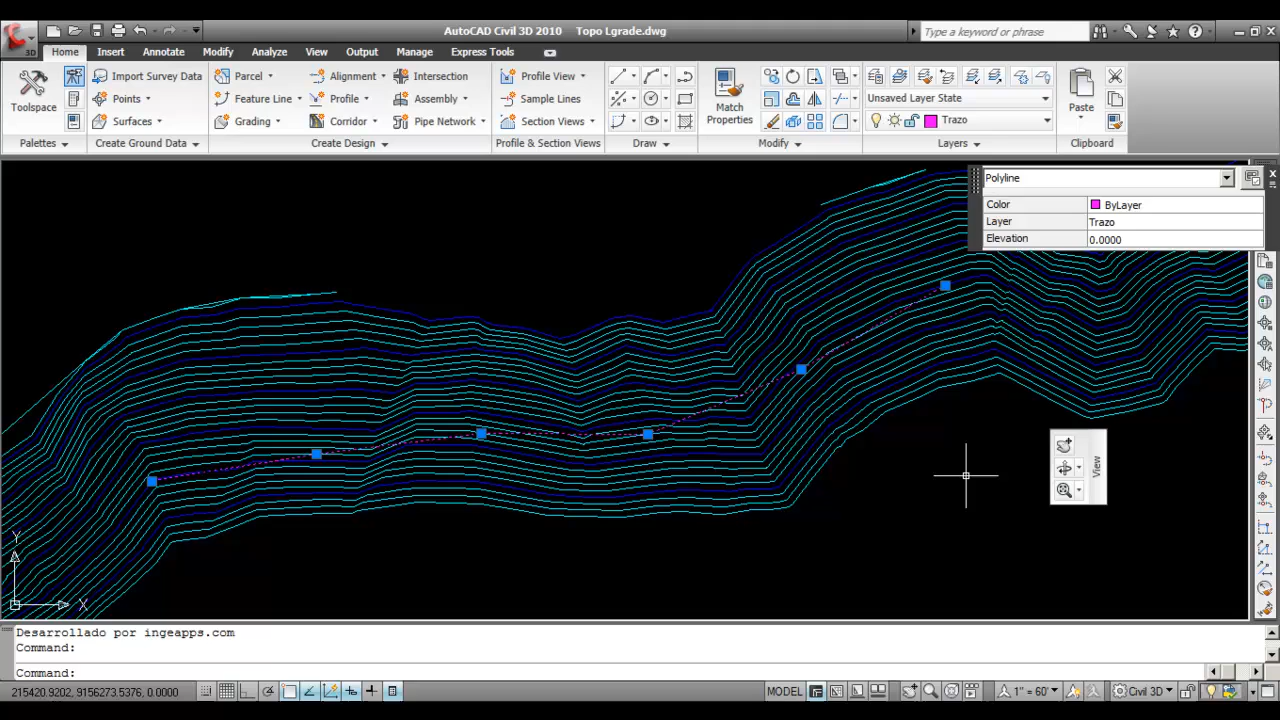 AutoCAD Civil 3D 2010 Topo Lgrade.dwg
Type a keyword or phrase
3D
Home Insert Annotate Modify Analyze View Output Manage Express Tools
Toolspace
Import Survey Data
Points
Surfaces
Parcel
Feature Line
Grading
Alignment
Profile
Corridor
Intersection
Assembly
Pipe Network
Profile View
Sample Lines
Section Views
Match Properties
Unsaved Layer State
Trazo
Paste
Palettes
Create Ground Data
Create Design
Profile & Section Views
Draw
Modify
Layers
Clipboard
Polyline
Color ByLayer
Layer Trazo
Elevation 0.0000
View
Y
X
Desarrollado por ingeapps.com
Command:
Command:
215420.9202, 9156273.5376, 0.0000
MODEL
1" = 60'
Civil 3D